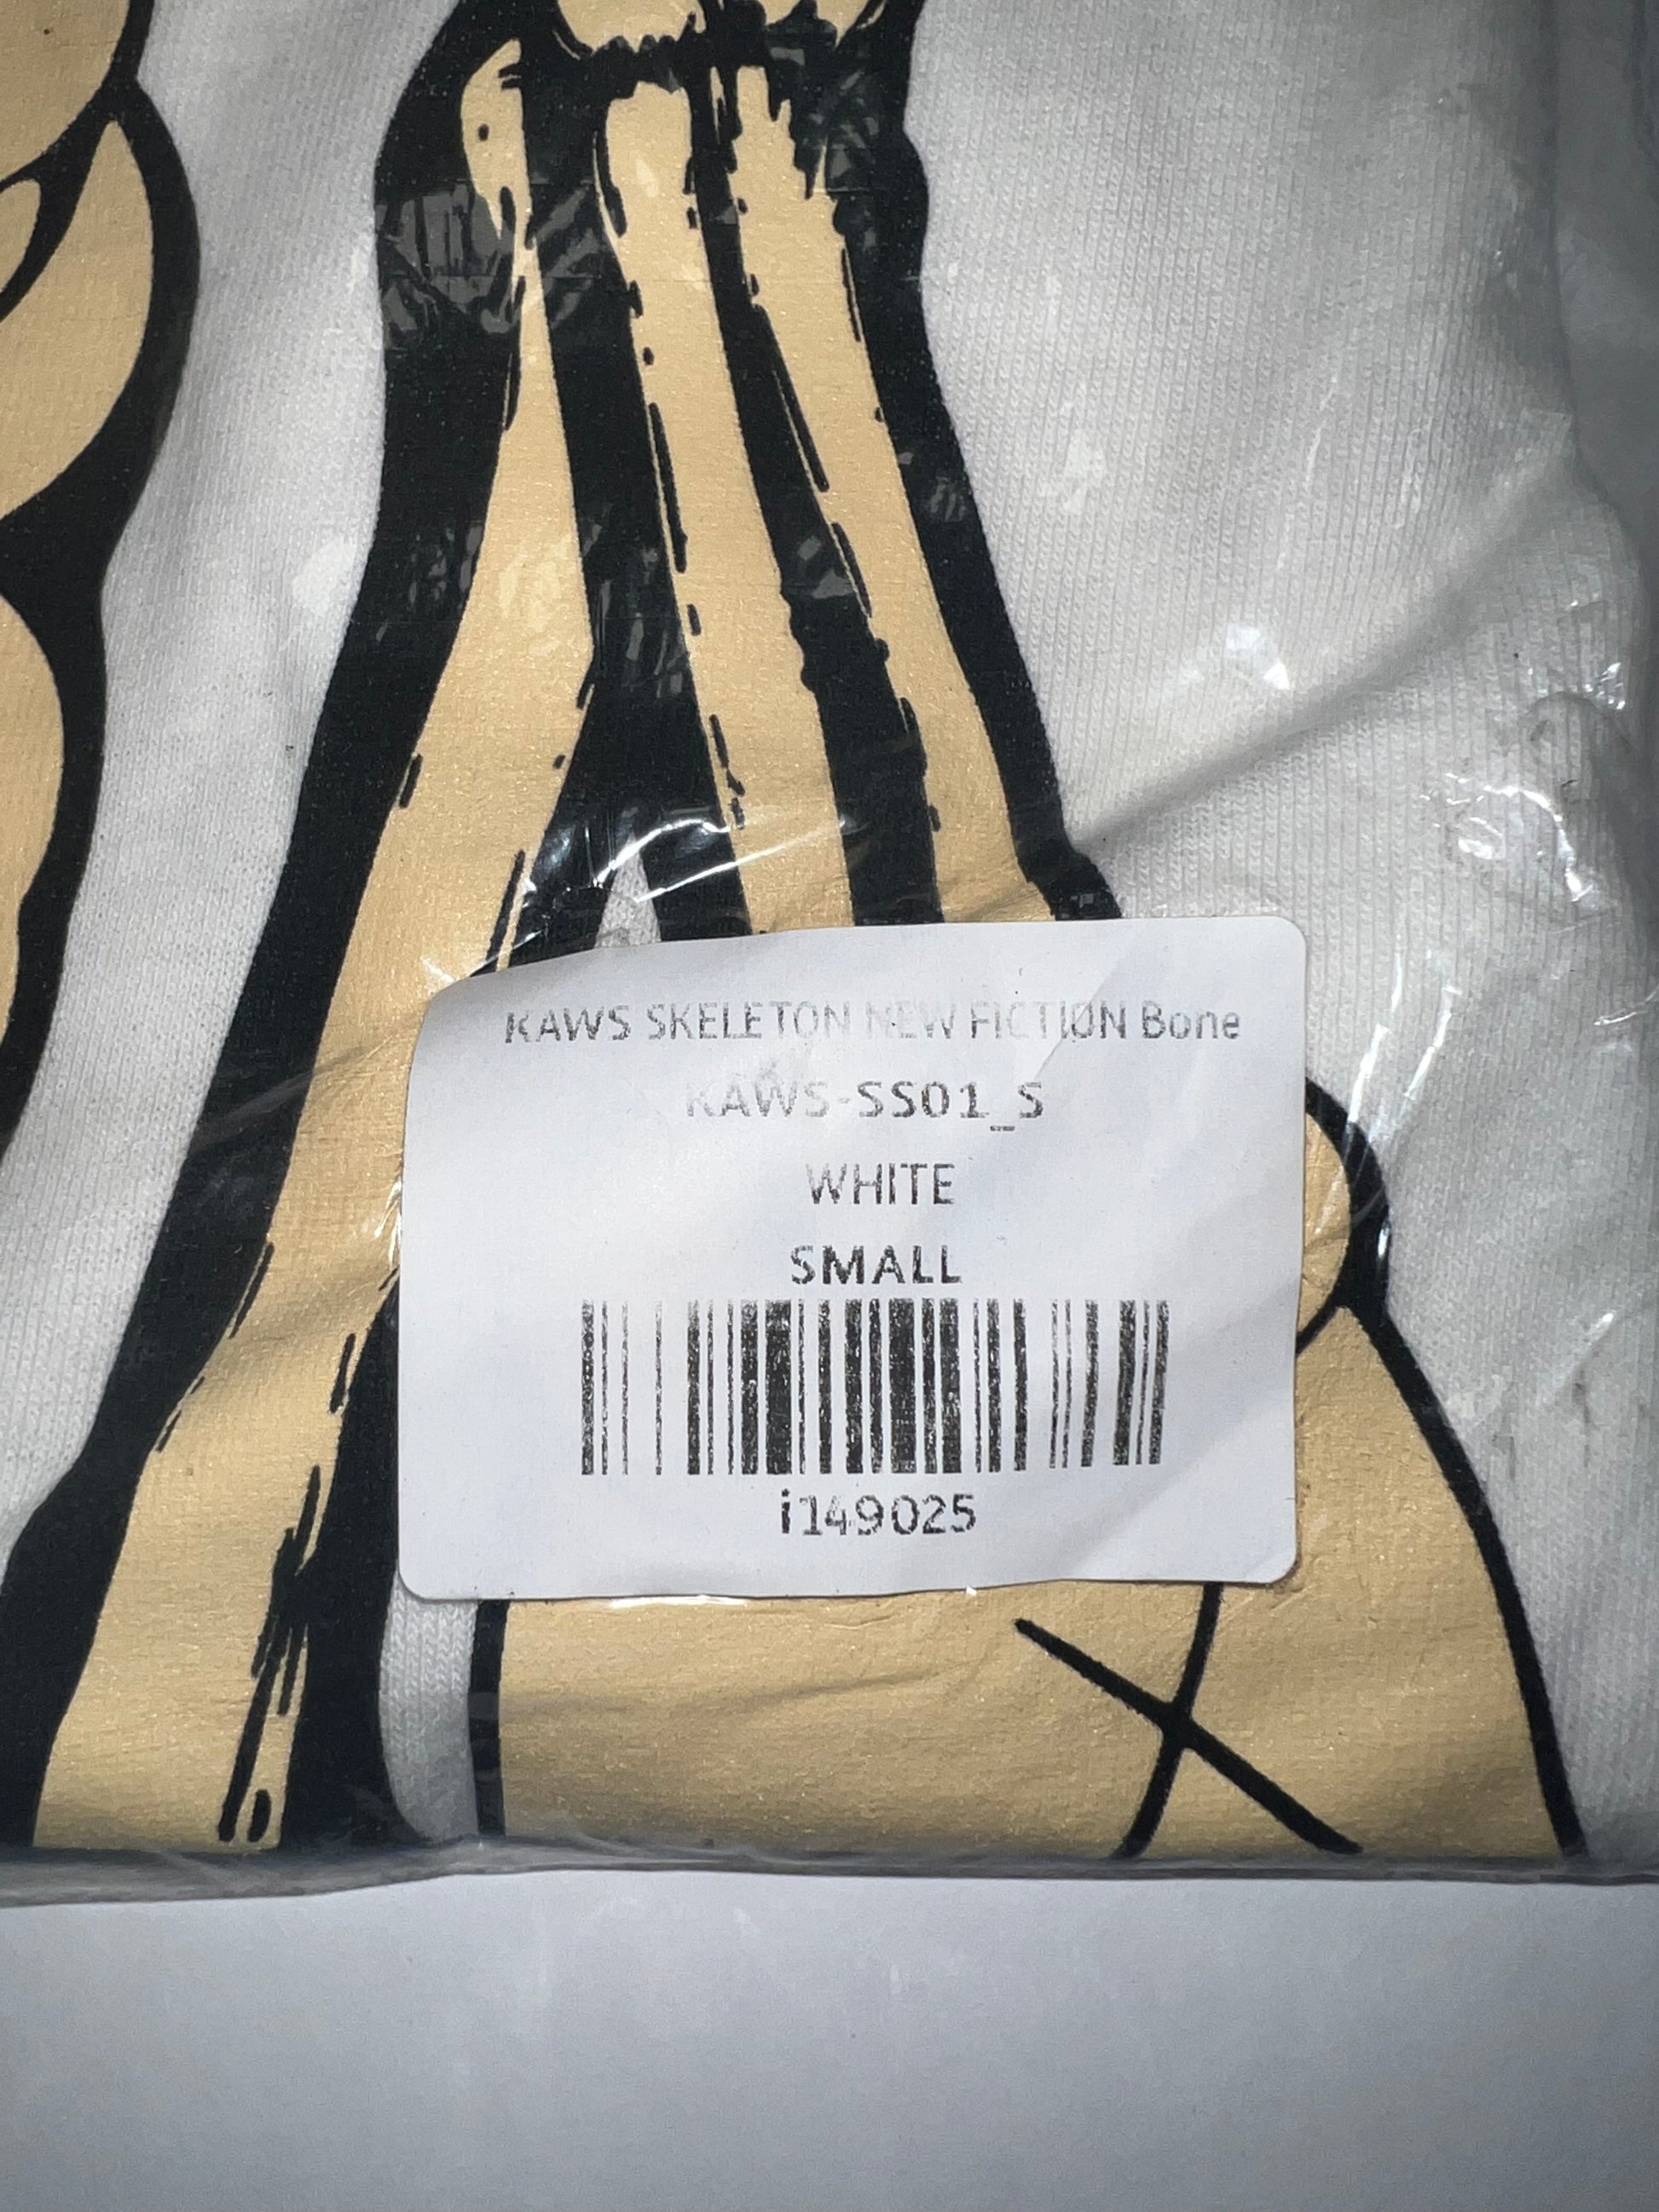 KAWS SKELETON NEW FICTION Bone
KAWS-SS01_S
WHITE
SMALL
i149025